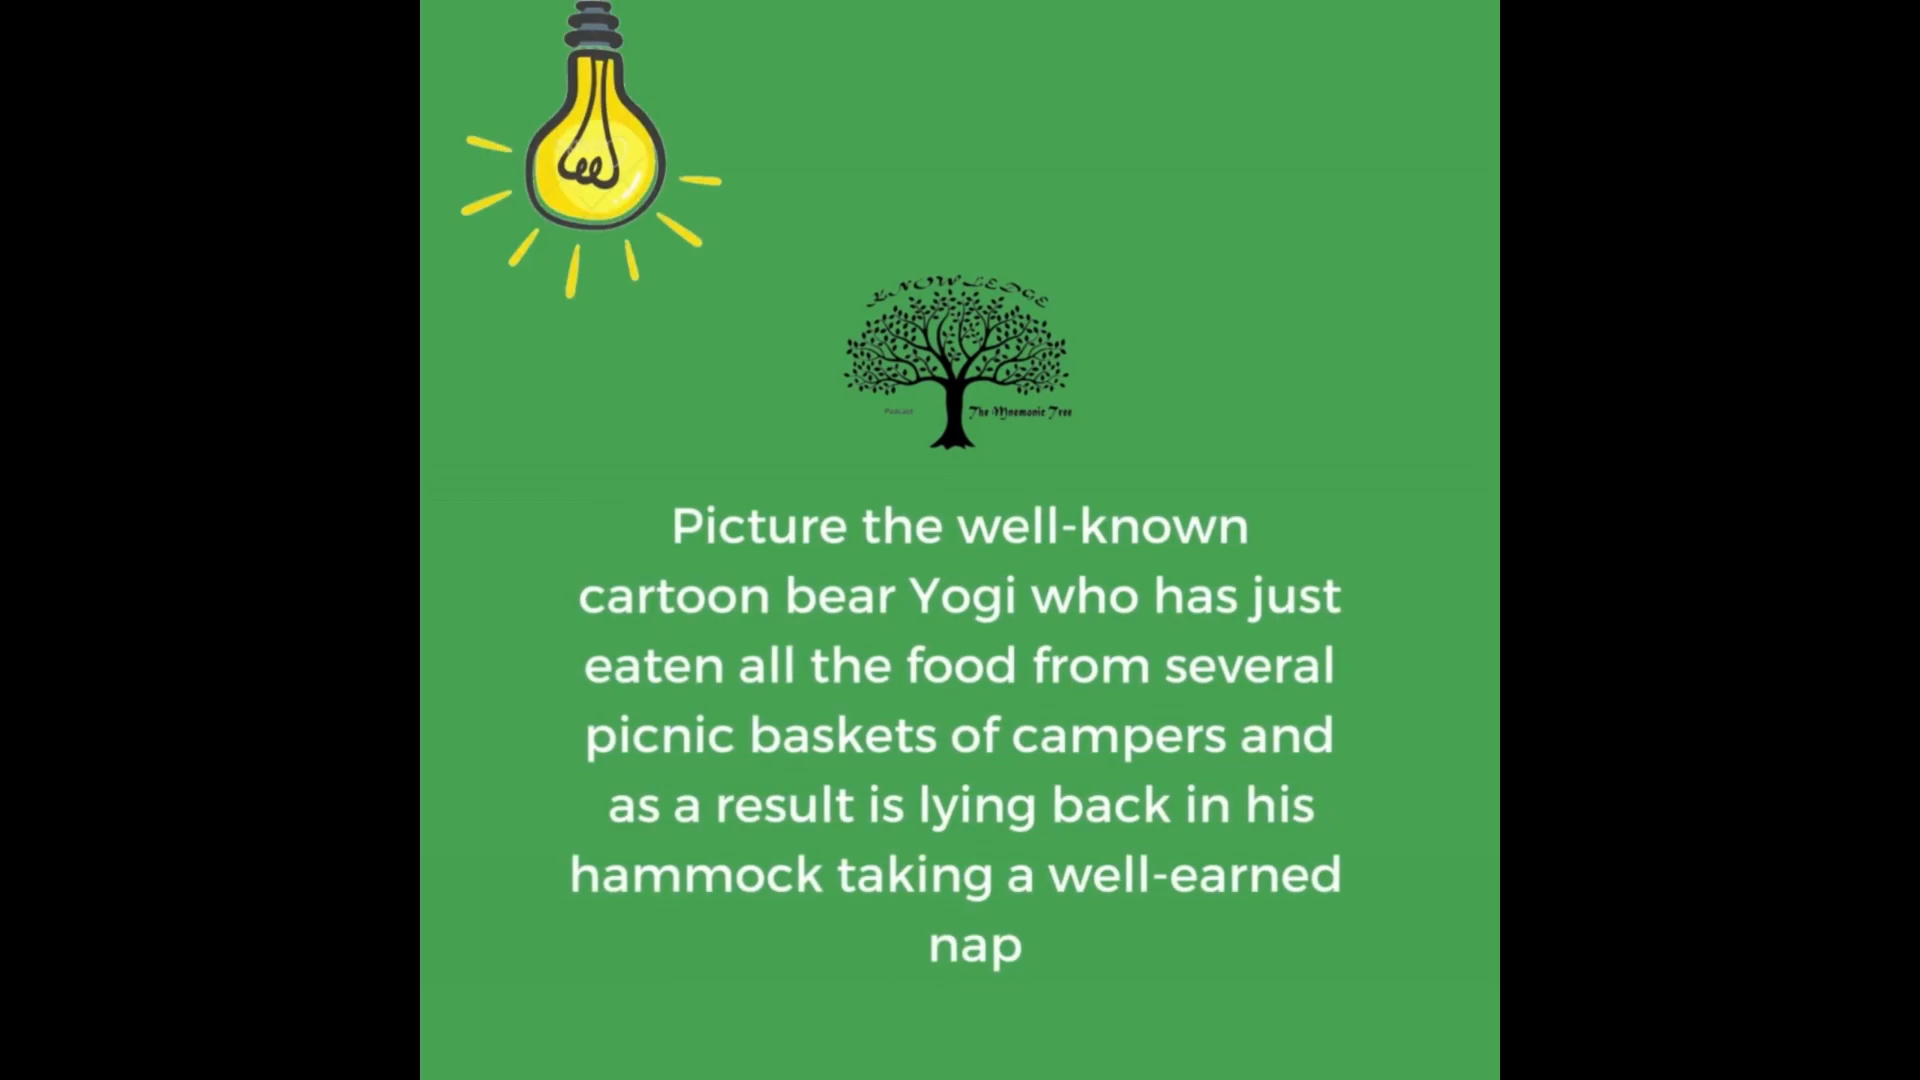 KNOWLEDGE
Podcast The Mnemonic Tree
Picture the well-known
cartoon bear Yogi who has just
eaten all the food from several
picnic baskets of campers and
as a result is lying back in his
hammock taking a well-earned
nap